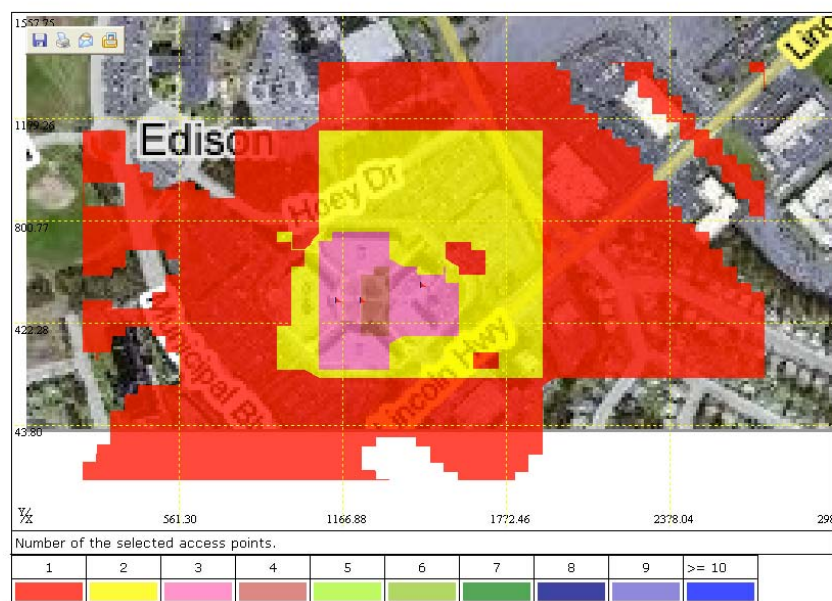 1557.75
Linc
1199.26
Edison
Hoey Dr
800.77
422.28
Municipal Bl
Lincoln Hwy
43.80
Y/
X
561.30
1166.88
1772.46
2378.04
298
Number of the selected access points.
1 2 3 4 5 6 7 8 9 >= 10